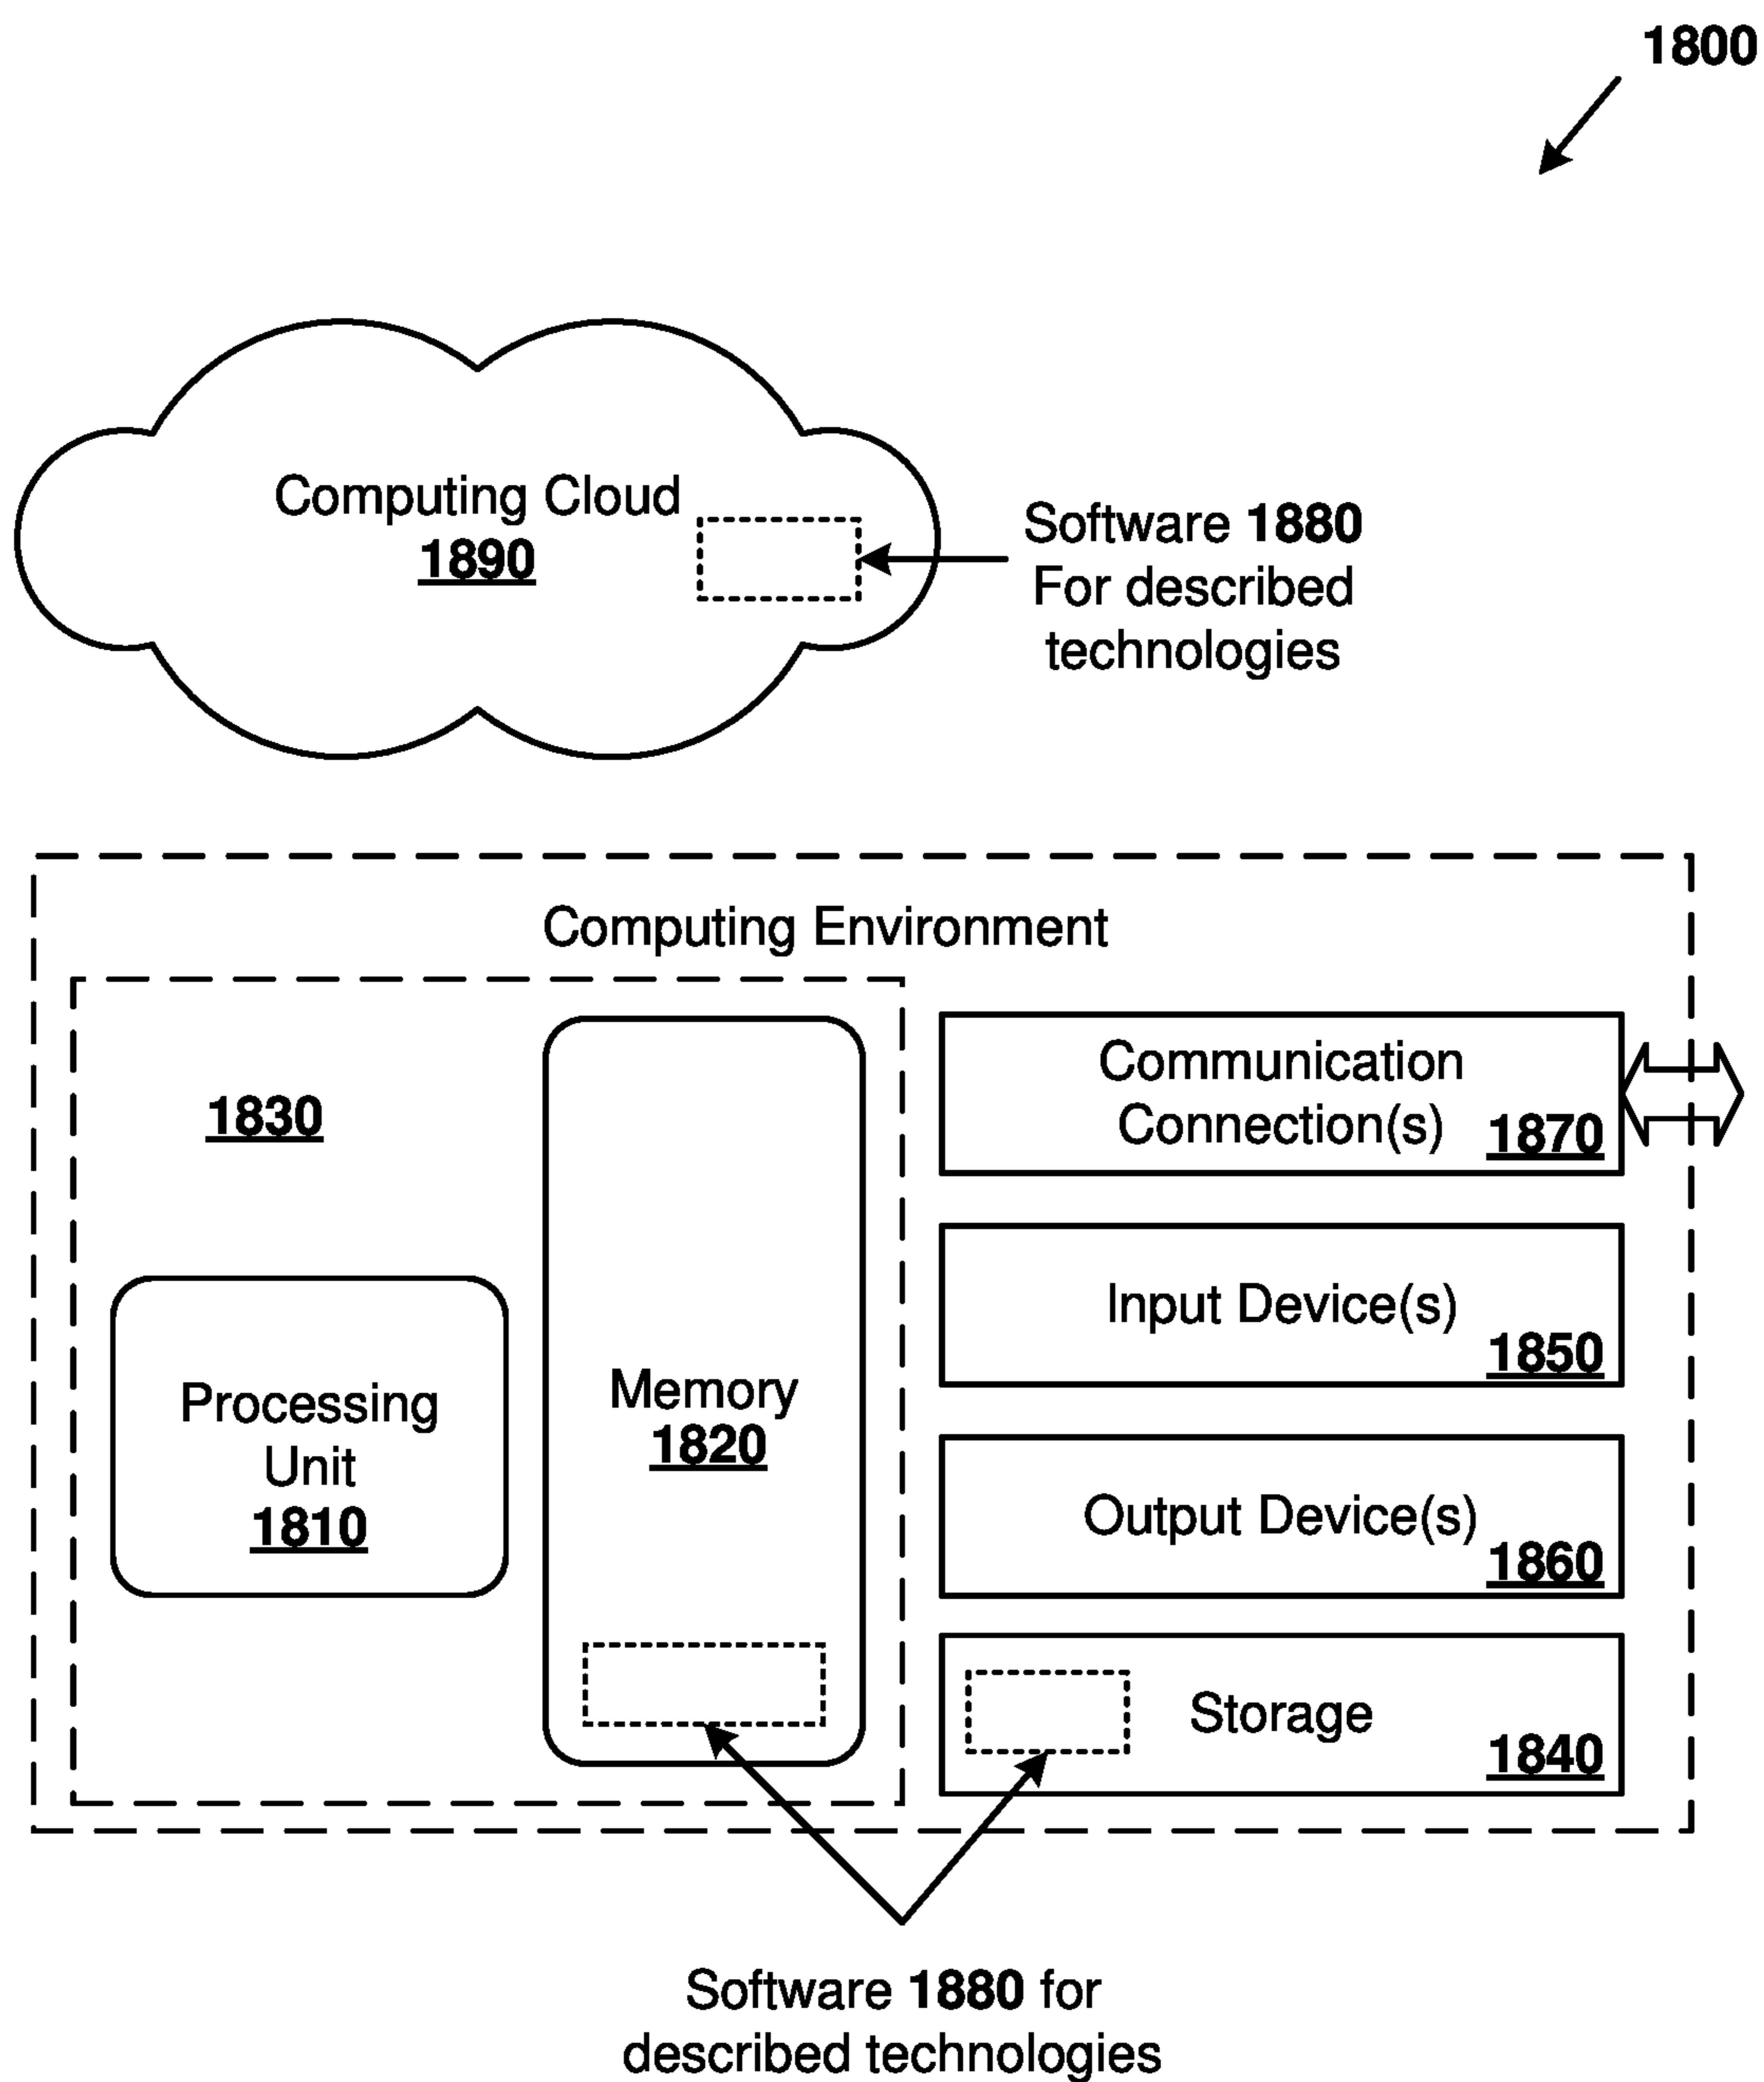 1800
Computing Cloud
1890
Software 1880
For described
technologies
Computing Environment
1830
Processing
Unit
1810
Memory
1820
Communication
Connection(s) 1870
Input Device(s)
1850
Output Device(s)
1860
Storage
1840
Software 1880 for
described technologies